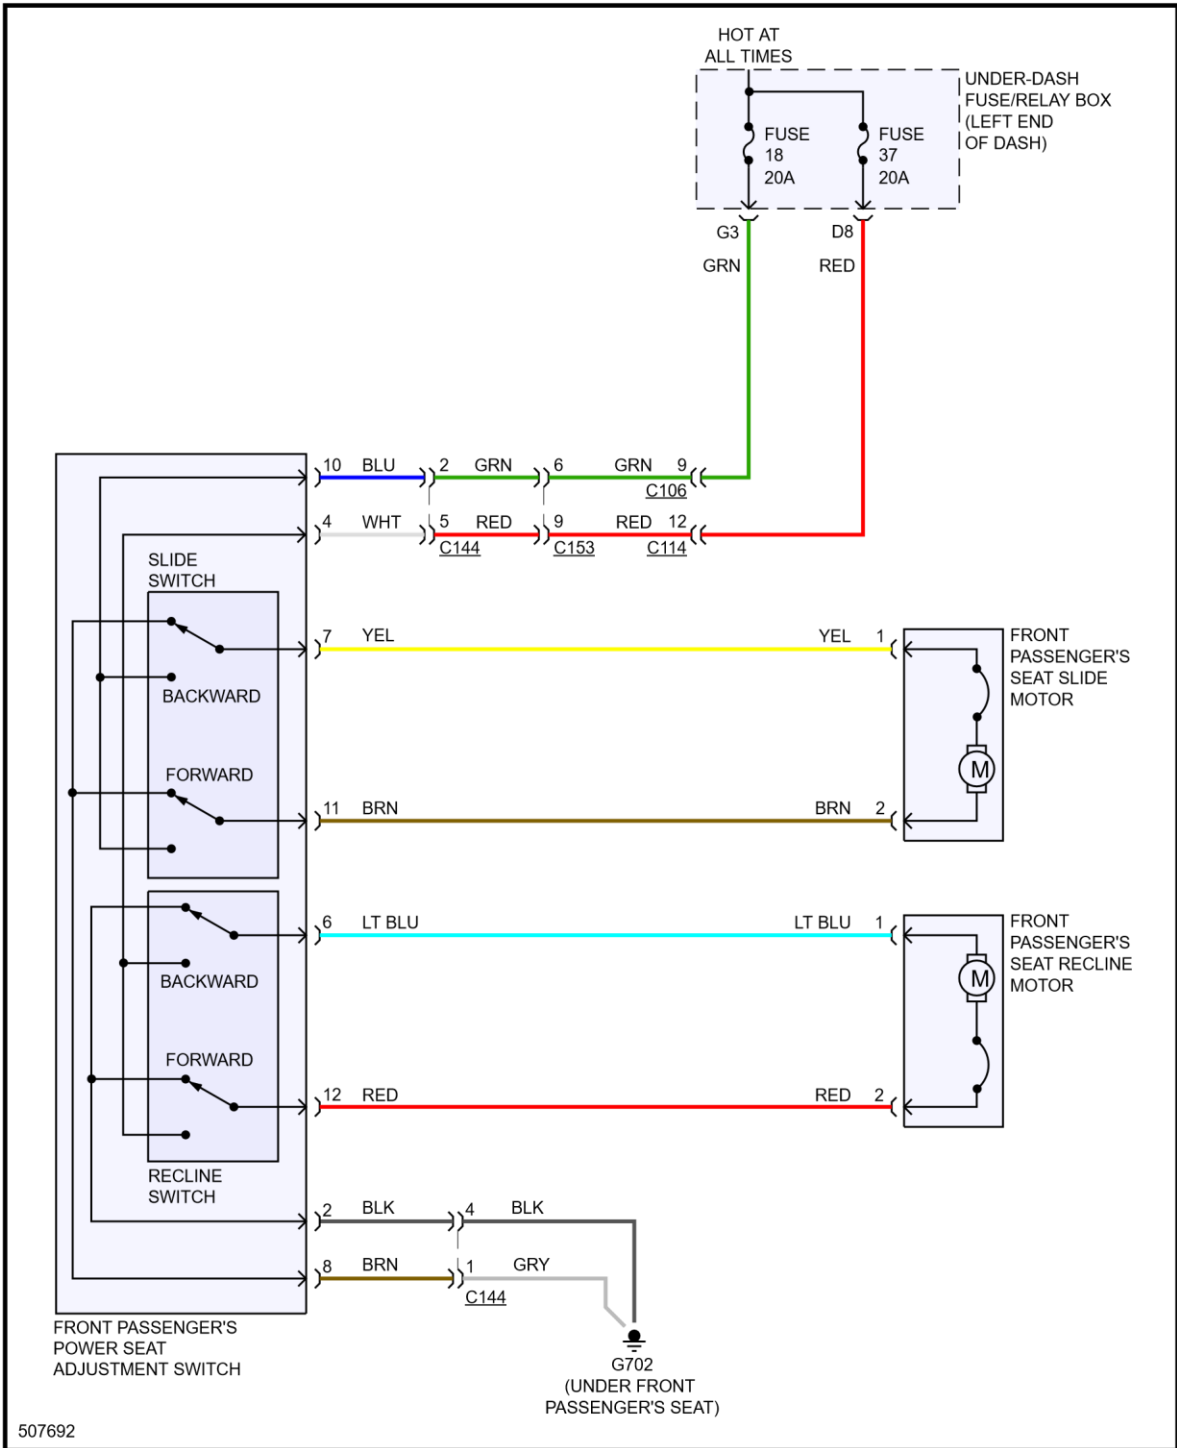 HOT AT
ALL TIMES
UNDER-DASH
FUSE/RELAY BOX
(LEFT END
OF DASH)
FUSE
18
20A
FUSE
37
20A
G3
D8
GRN
RED
10 BLU 2 GRN 6 GRN 9
C106
4 WHT 5 RED 9 RED 12
C144 C153 C114
SLIDE
SWITCH
7 YEL YEL 1
BACKWARD
FORWARD
11 BRN BRN 2
FRONT
PASSENGER'S
SEAT SLIDE
MOTOR
M
6 LT BLU LT BLU 1
BACKWARD
FORWARD
12 RED RED 2
FRONT
PASSENGER'S
SEAT RECLINE
MOTOR
M
RECLINE
SWITCH
2 BLK 4 BLK
8 BRN 1 GRY
C144
FRONT PASSENGER'S
POWER SEAT
ADJUSTMENT SWITCH
G702
(UNDER FRONT
PASSENGER'S SEAT)
507692